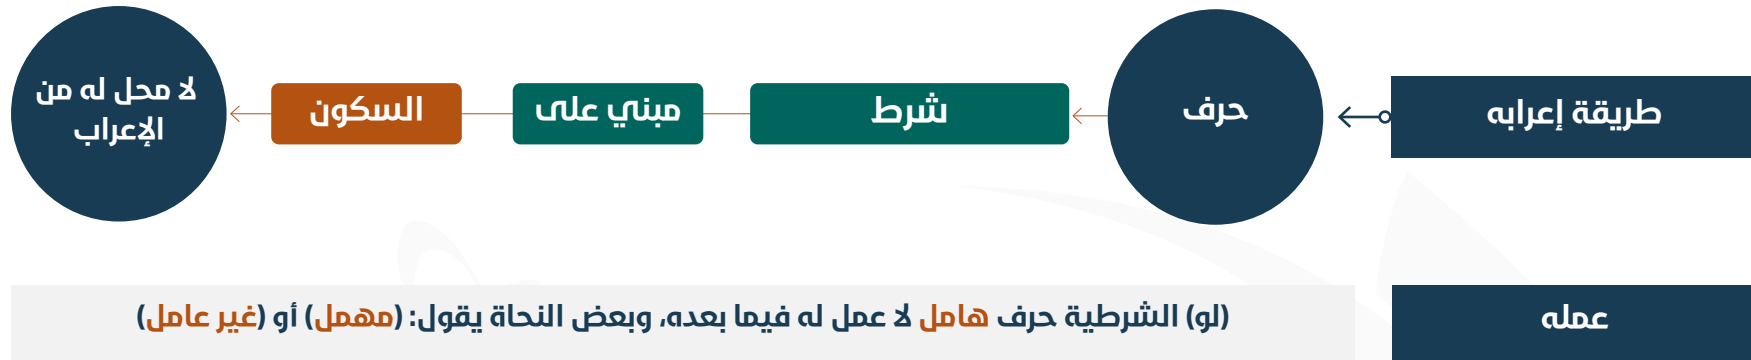 طريقة إعرابه
حرف
شرط
مبني على
السكون
لا محل له من
الإعراب
عمله
(لو) الشرطية حرف هامل لا عمل له فيما بعده، وبعض النحاة يقول: (مهمل) أو (غير عامل)